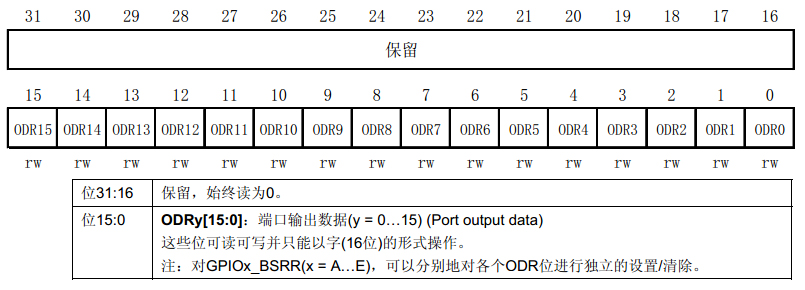 31 30 29 28 27 26 25 24 23 22 21 20 19 18 17 16
保留
15 14 13 12 11 10 9 8 7 6 5 4 3 2 1 0
ODR15 ODR14 ODR13 ODR12 ODR11 ODR10 ODR9 ODR8 ODR7 ODR6 ODR5 ODR4 ODR3 ODR2 ODR1 ODR0
rw rw rw rw rw rw rw rw rw rw rw rw rw rw rw rw
位31:16 保留，始终读为0。
位15:0 ODRy[15:0]：端口输出数据(y = 0…15) (Port output data)
这些位可读可写并只能以字(16位)的形式操作。
注：对GPIOx_BSRR(x = A…E)，可以分别地对各个ODR位进行独立的设置/清除。